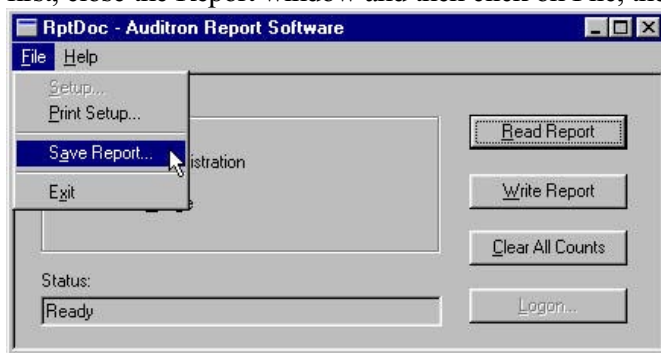 first, close the Report window and then click on File, the
RptDoc - Auditron Report Software
File Help
Setup...
Print Setup...
Save Report...
Exit
istration
Read Report
Write Report
Clear All Counts
Logon...
Status:
Ready